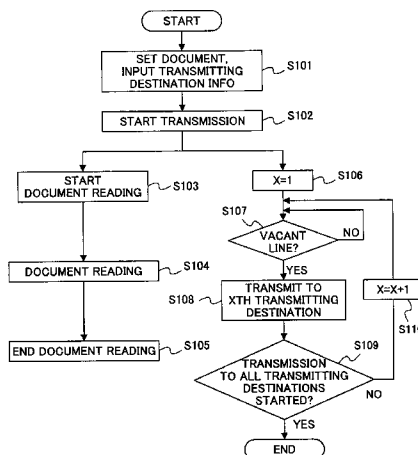 START
SET DOCUMENT,
INPUT TRANSMITTING
DESTINATION INFO
S101
START TRANSMISSION
S102
START
DOCUMENT READING
S103
DOCUMENT READING
S104
END DOCUMENT READING
S105
X=1
S106
S107
VACANT
LINE?
NO
YES
S108
TRANSMIT TO
XTH TRANSMITTING
DESTINATION
X=X+1
S109
TRANSMISSION
TO ALL TRANSMITTING
DESTINATIONS
STARTED?
NO
YES
END